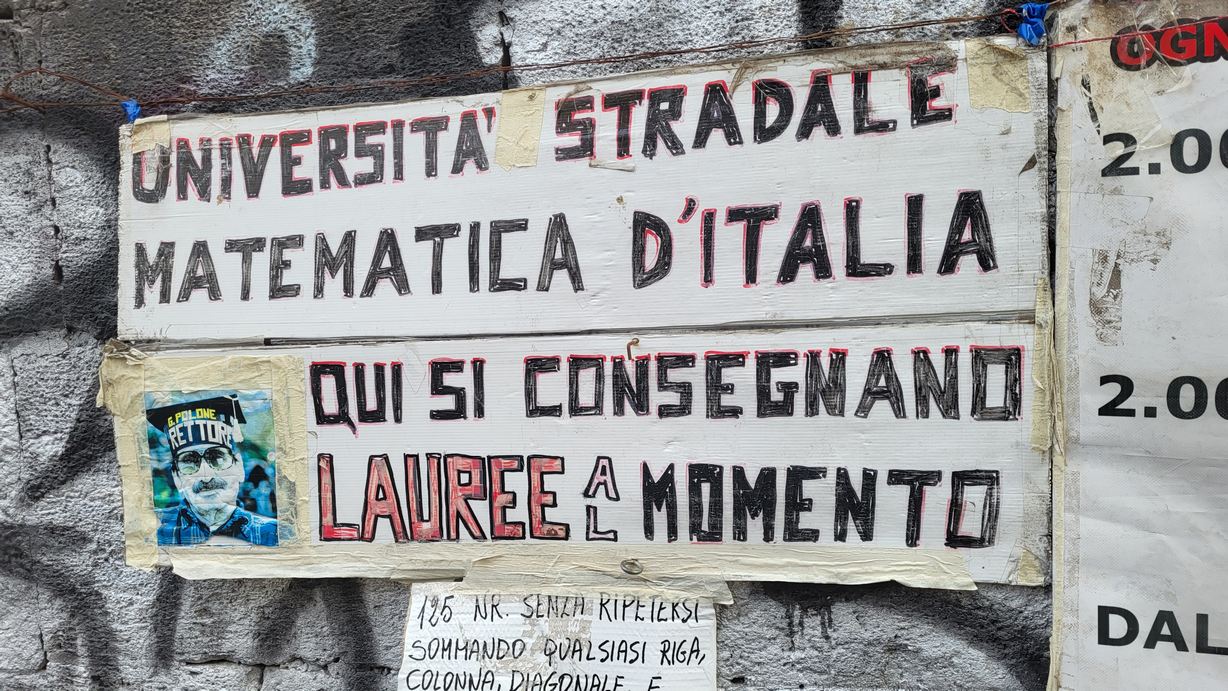 UNIVERSITA' STRADALE
MATEMATICA D'ITALIA
G. POLONE
RETTORE
QUI SI CONSEGNANO
LAUREE AL MOMENTO
125 NR. SENZA RIPETERSI
SOMMANDO QUALSIASI RIGA,
COLONNA, DIAGONALE E
OGN
2.00
2.00
DAL